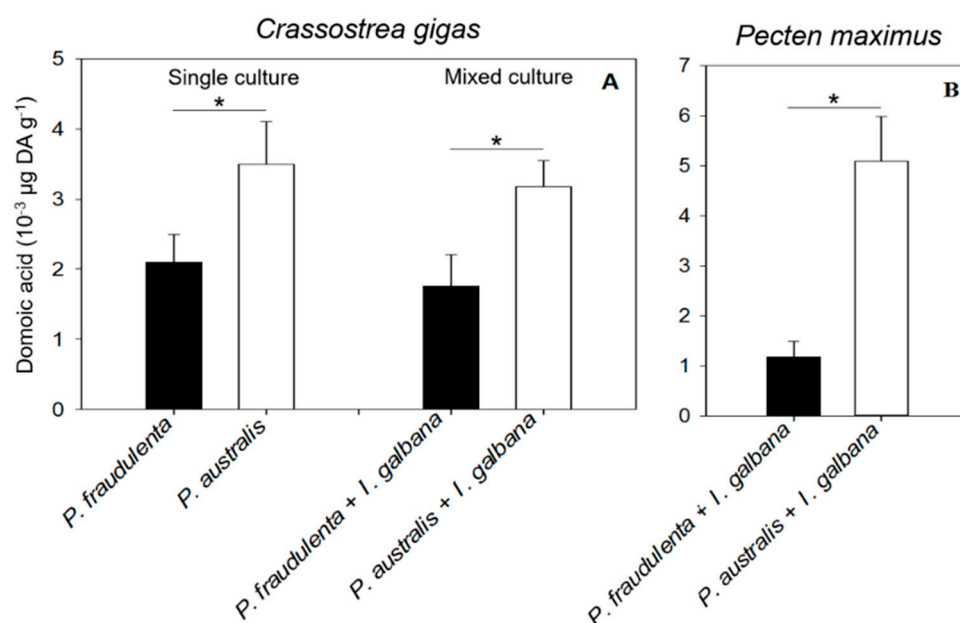 Crassostrea gigas
Pecten maximus
Single culture
Mixed culture
A
*
*
5
4
3
2
1
0
Domoic acid (10⁻³ µg DA g⁻¹)
P. fraudulenta
P. australis
P. fraudulenta + I. galbana
P. australis + I. galbana
B
*
7
6
5
4
3
2
1
0
P. fraudulenta + I. galbana
P. australis + I. galbana